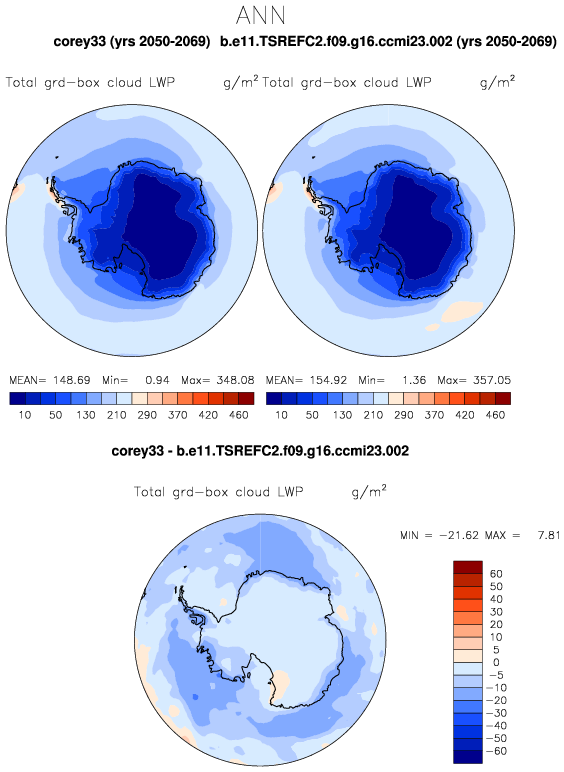 ANN
corey33 (yrs 2050-2069) b.e11.TSREFC2.f09.g16.ccmi23.002 (yrs 2050-2069)
Total grd-box cloud LWP g/m² Total grd-box cloud LWP g/m²
MEAN= 148.69 Min= 0.94 Max= 348.08 MEAN= 154.92 Min= 1.36 Max= 357.05
10 50 130 210 290 370 420 460 10 50 130 210 290 370 420 460
corey33 - b.e11.TSREFC2.f09.g16.ccmi23.002
Total grd-box cloud LWP g/m²
MIN = -21.62 MAX = 7.81
60
50
40
30
20
10
5
0
-5
-10
-20
-30
-40
-50
-60